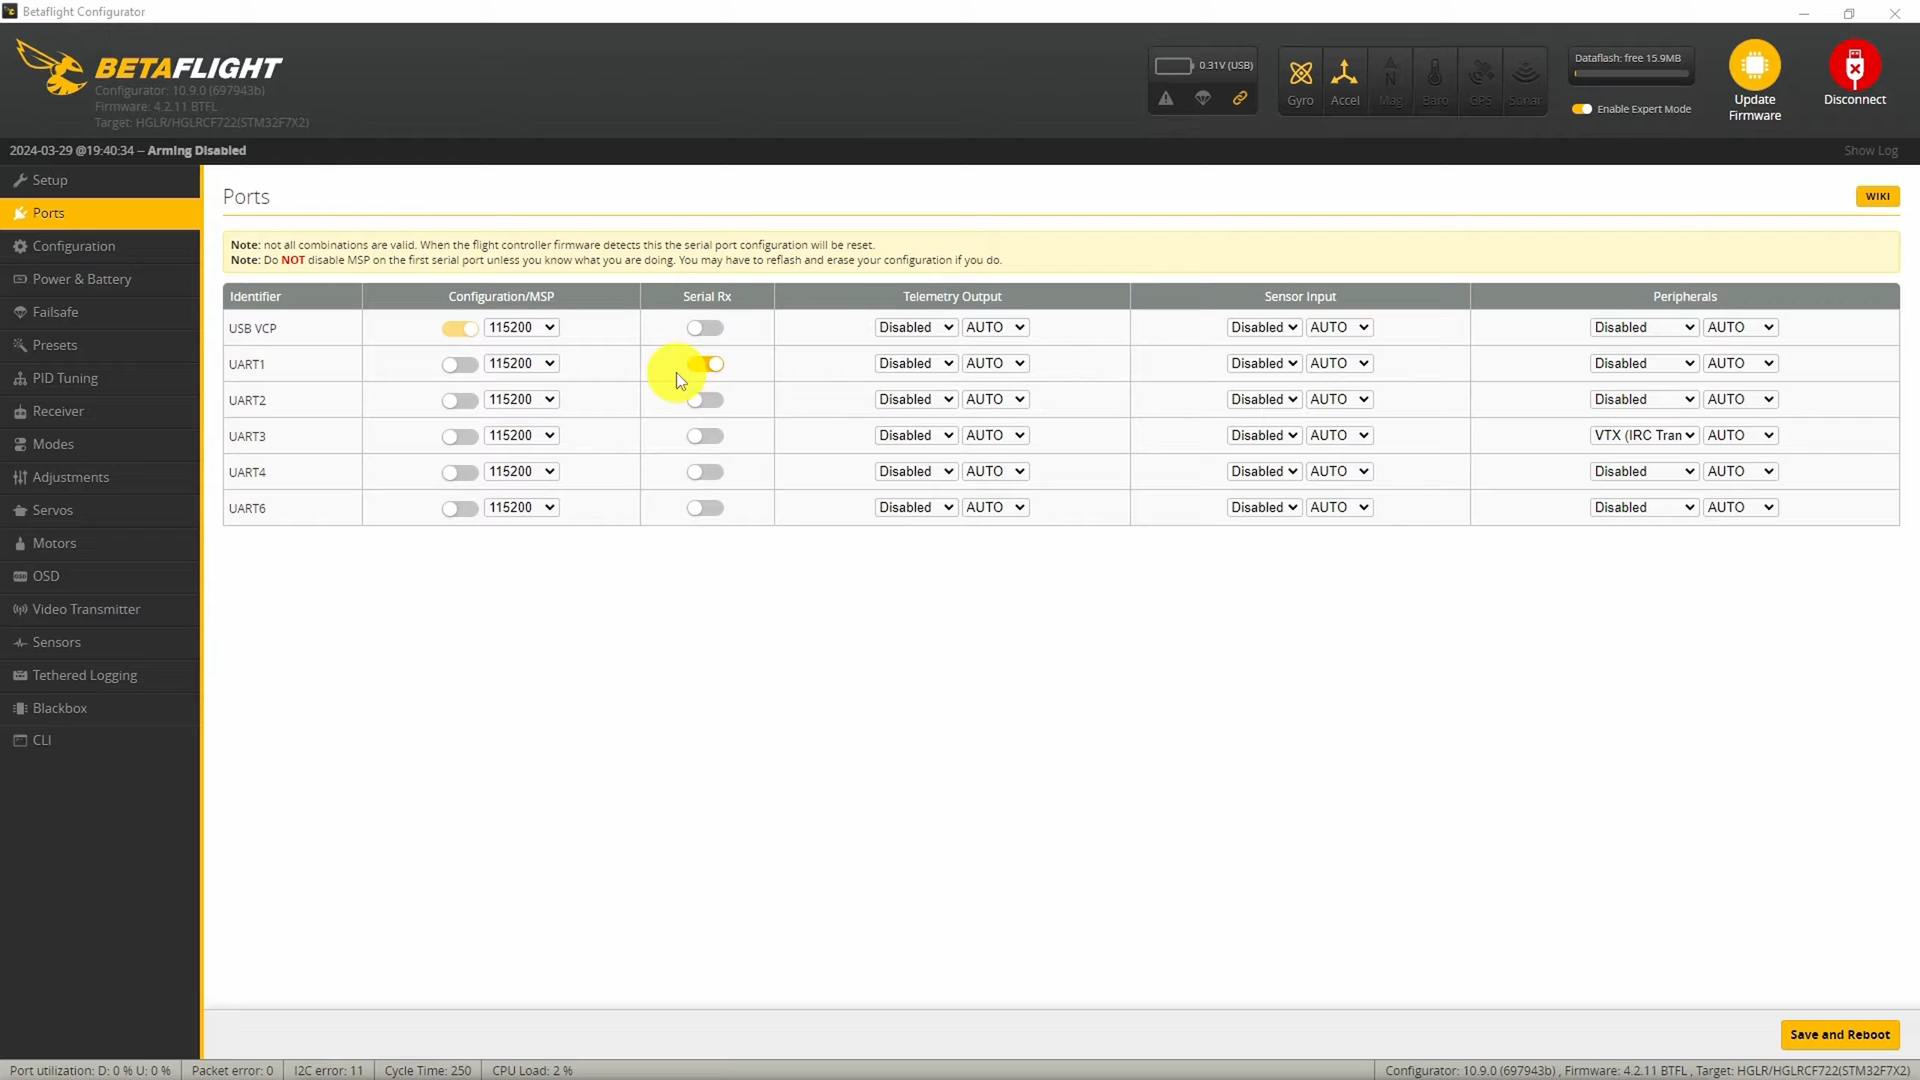 Betaflight Configurator
BETAFLIGHT
Configurator: 10.9.0 (697943b)
Firmware: 4.2.11 BTFL
Target: HGLR/HGLRCF722(STM32F7X2)
0.31V (USB)
Gyro Accel Mag Baro GPS Sonar
Dataflash: free 15.9MB
Enable Expert Mode
Update
Firmware
Disconnect
2024-03-29 @19:40:34 -- Arming Disabled
Show Log
Setup
Ports
Configuration
Power & Battery
Failsafe
Presets
PID Tuning
Receiver
Modes
Adjustments
Servos
Motors
OSD
Video Transmitter
Sensors
Tethered Logging
Blackbox
CLI
Ports
WIKI
Note: not all combinations are valid. When the flight controller firmware detects this the serial port configuration will be reset.
Note: Do NOT disable MSP on the first serial port unless you know what you are doing. You may have to reflash and erase your configuration if you do.
Identifier Configuration/MSP Serial Rx Telemetry Output Sensor Input Peripherals
USB VCP 115200 Disabled AUTO Disabled AUTO Disabled AUTO
UART1 115200 Disabled AUTO Disabled AUTO Disabled AUTO
UART2 115200 Disabled AUTO Disabled AUTO Disabled AUTO
UART3 115200 Disabled AUTO Disabled AUTO VTX (IRC Tran AUTO
UART4 115200 Disabled AUTO Disabled AUTO Disabled AUTO
UART6 115200 Disabled AUTO Disabled AUTO Disabled AUTO
Save and Reboot
Port utilization: D: 0 % U: 0 % Packet error: 0 I2C error: 11 Cycle Time: 250 CPU Load: 2 % Configurator: 10.9.0 (697943b) , Firmware: 4.2.11 BTFL , Target: HGLR/HGLRCF722(STM32F7X2)